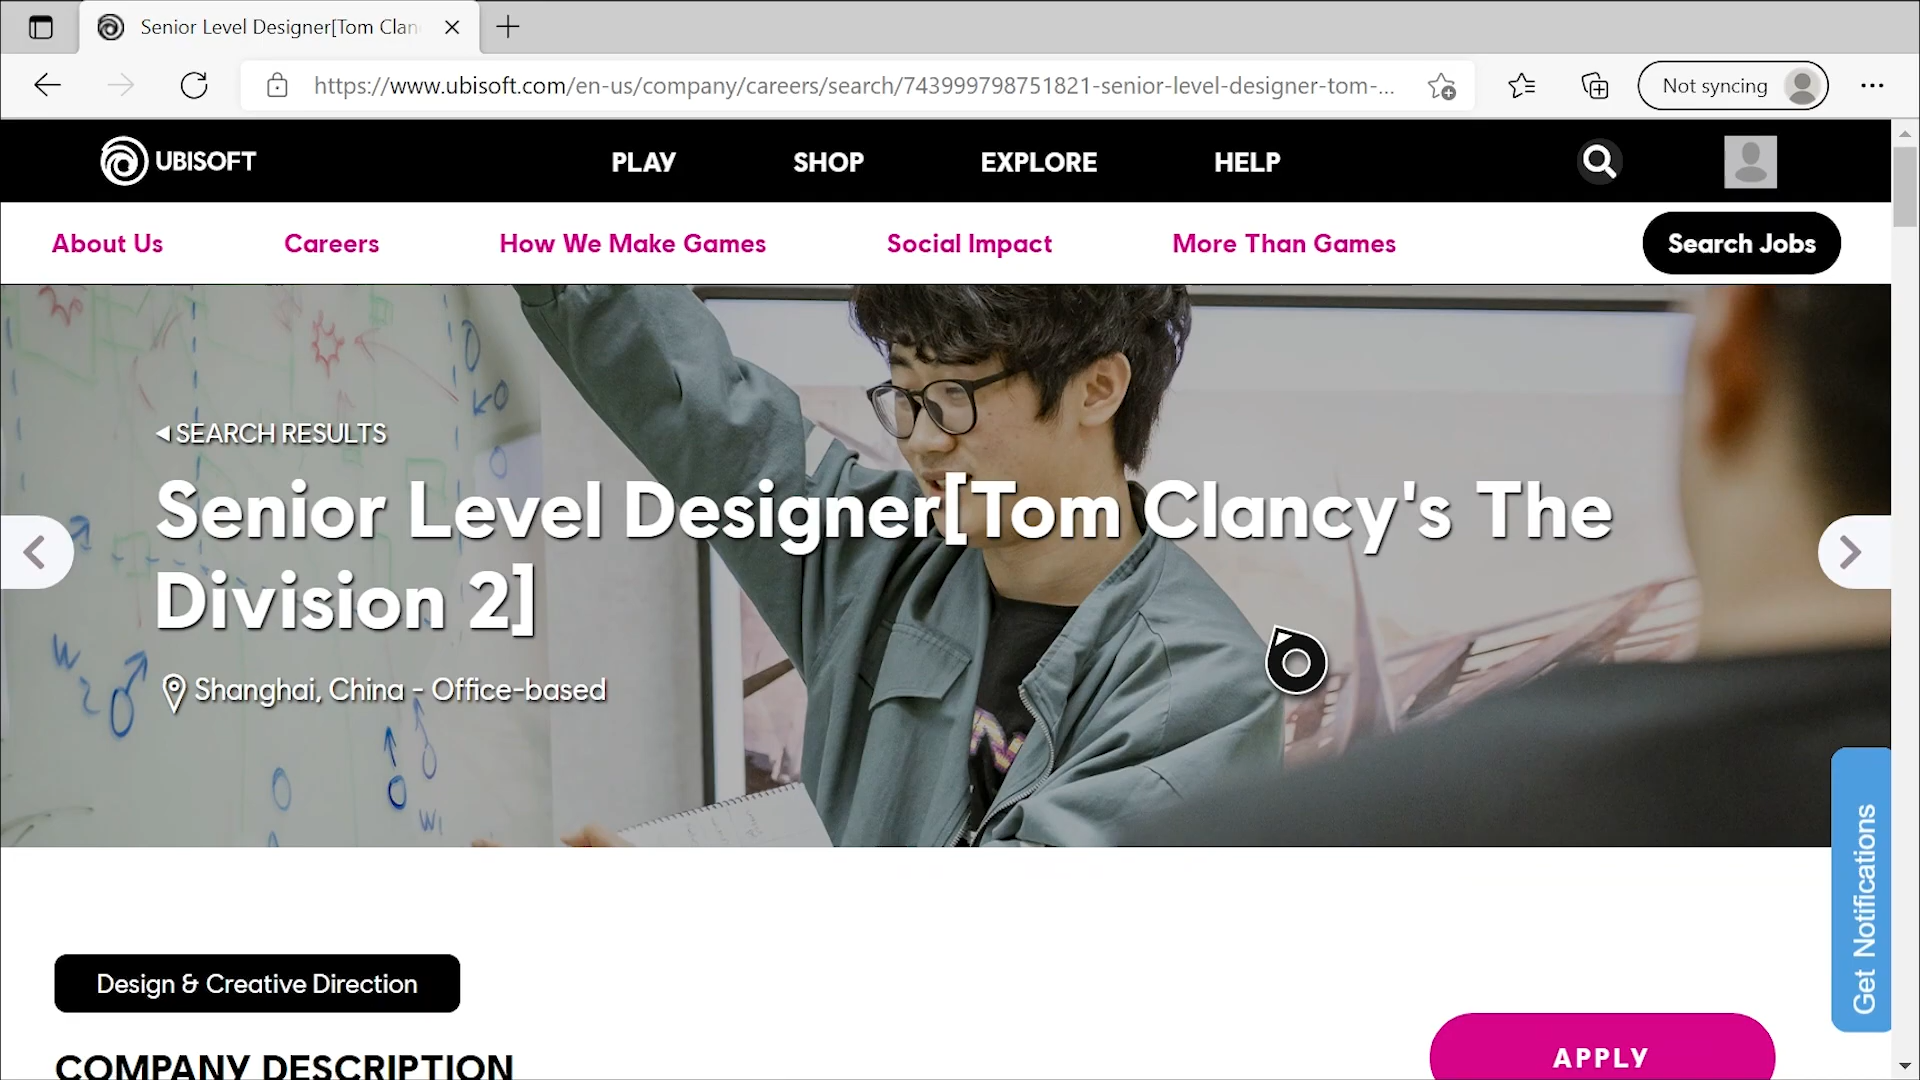 Senior Level Designer[Tom Clan
https://www.ubisoft.com/en-us/company/careers/search/743999798751821-senior-level-designer-tom-...
Not syncing
UBISOFT
PLAY
SHOP
EXPLORE
HELP
About Us
Careers
How We Make Games
Social Impact
More Than Games
Search Jobs
SEARCH RESULTS
Senior Level Designer[Tom Clancy's The
Division 2]
Shanghai, China - Office-based
Get Notifications
Design & Creative Direction
COMPANY DESCRIPTION
APPLY